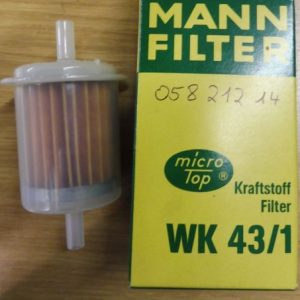 MANN
FILTER
058 212 14
micro-
Top ®
Kraftstoff
Filter
WK 43/1